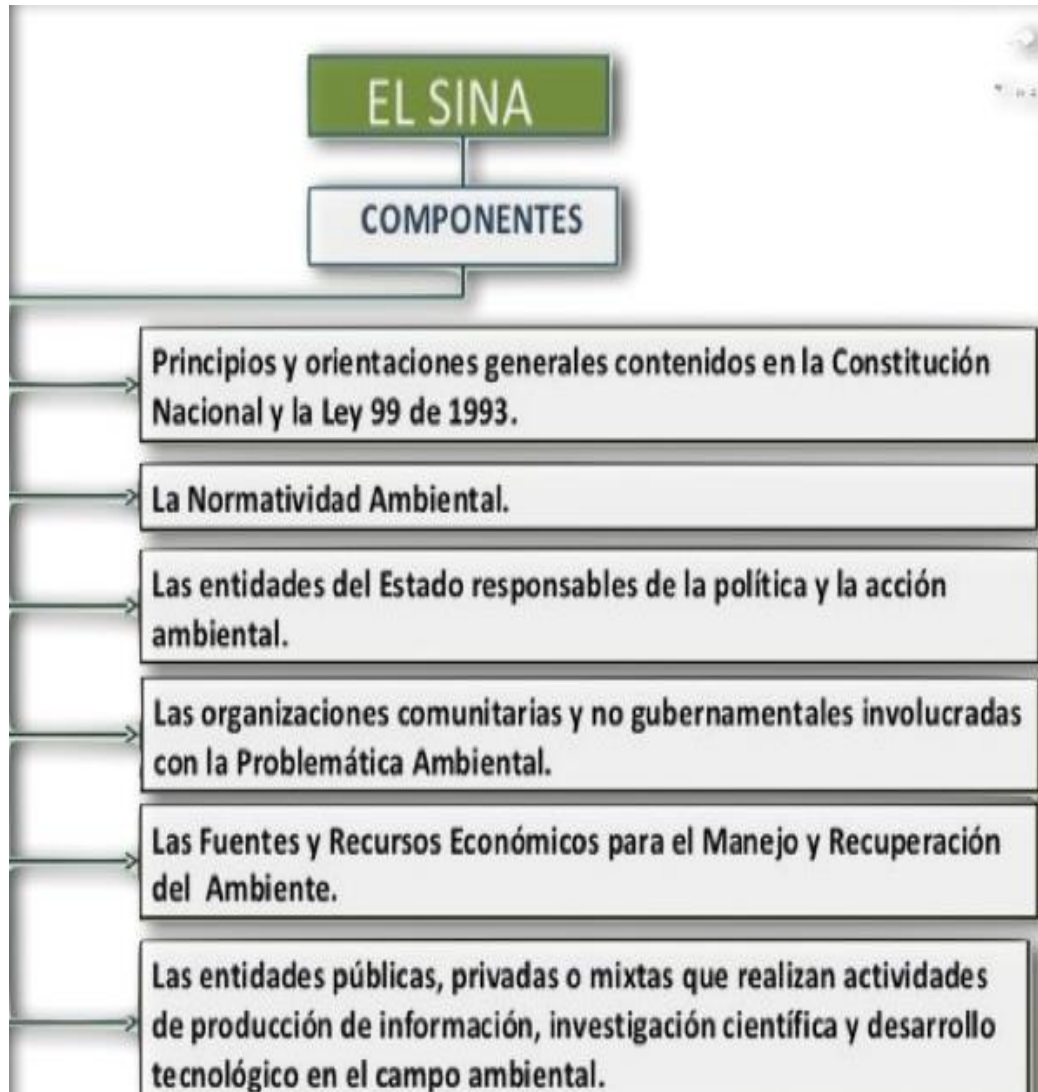 EL SINA
COMPONENTES
Principios y orientaciones generales contenidos en la Constitución
Nacional y la Ley 99 de 1993.
La Normatividad Ambiental.
Las entidades del Estado responsables de la política y la acción
ambiental.
Las organizaciones comunitarias y no gubernamentales involucradas
con la Problemática Ambiental.
Las Fuentes y Recursos Económicos para el Manejo y Recuperación
del Ambiente.
Las entidades públicas, privadas o mixtas que realizan actividades
de producción de información, investigación científica y desarrollo
tecnológico en el campo ambiental.